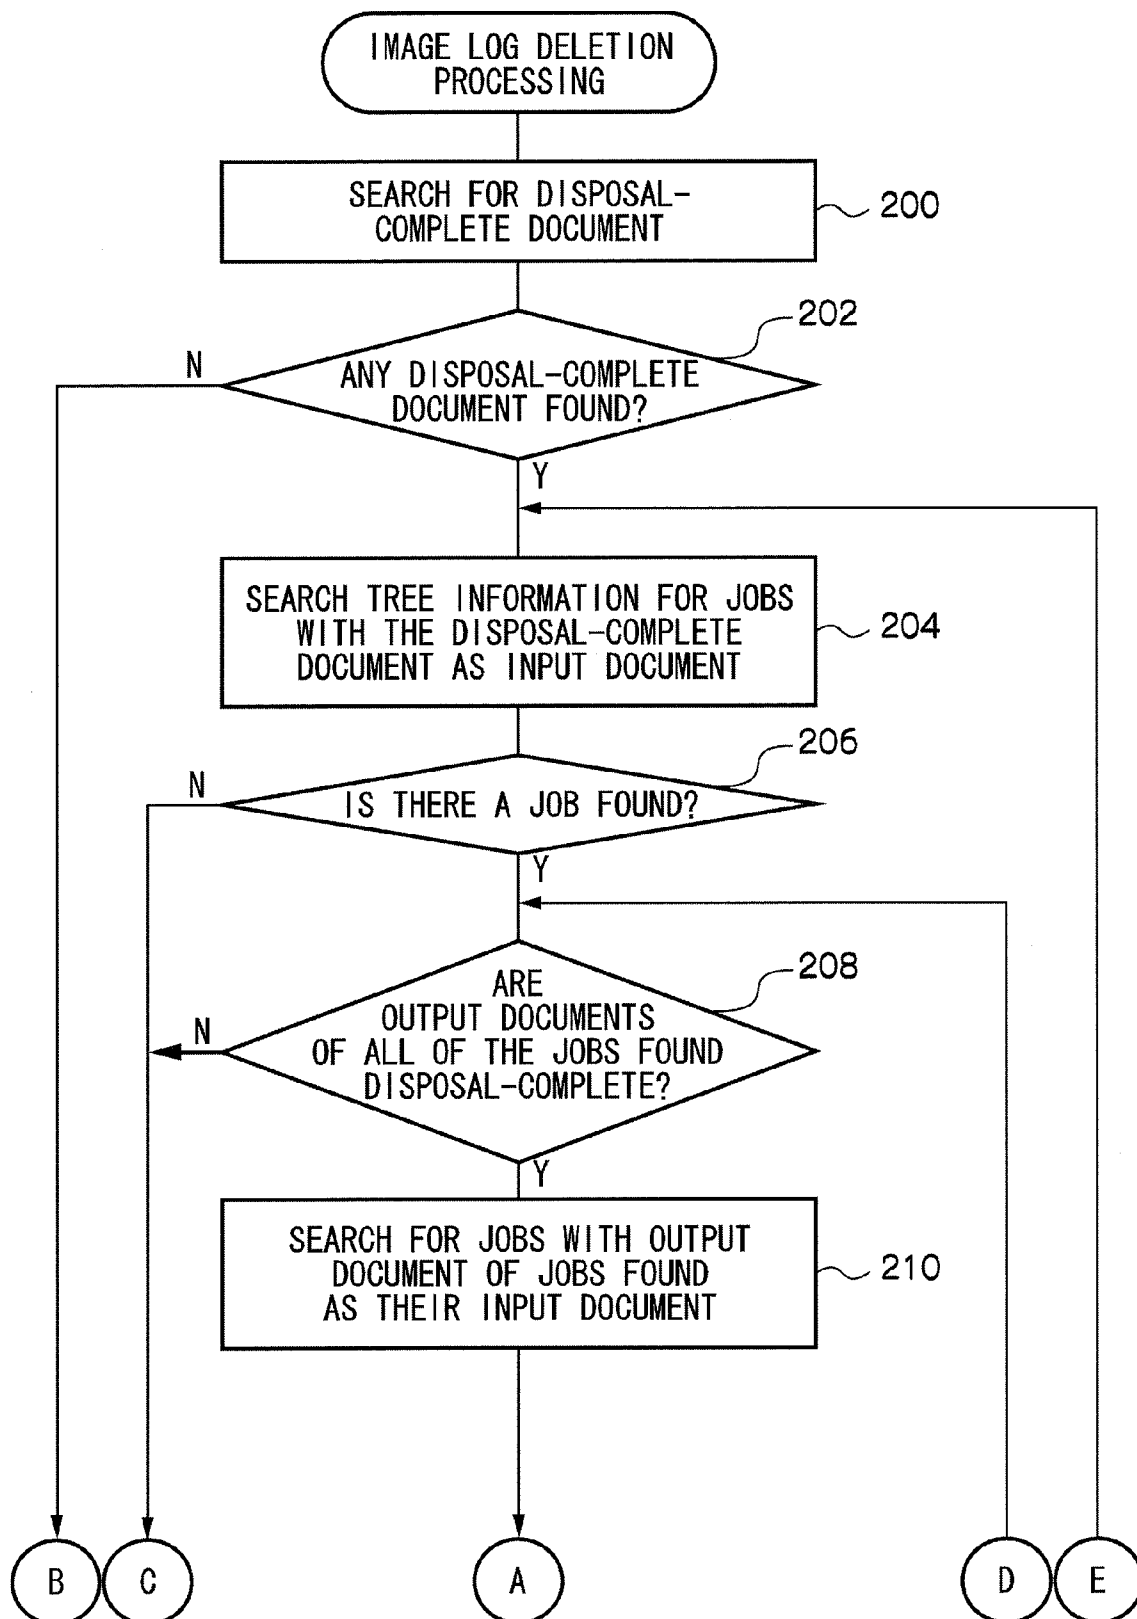 IMAGE LOG DELETION
PROCESSING
SEARCH FOR DISPOSAL-
COMPLETE DOCUMENT
200
202
N
ANY DISPOSAL-COMPLETE
DOCUMENT FOUND?
Y
SEARCH TREE INFORMATION FOR JOBS
WITH THE DISPOSAL-COMPLETE
DOCUMENT AS INPUT DOCUMENT
204
206
N
IS THERE A JOB FOUND?
Y
208
ARE
OUTPUT DOCUMENTS
OF ALL OF THE JOBS FOUND
DISPOSAL-COMPLETE?
N
Y
SEARCH FOR JOBS WITH OUTPUT
DOCUMENT OF JOBS FOUND
AS THEIR INPUT DOCUMENT
210
B
C
A
D
E